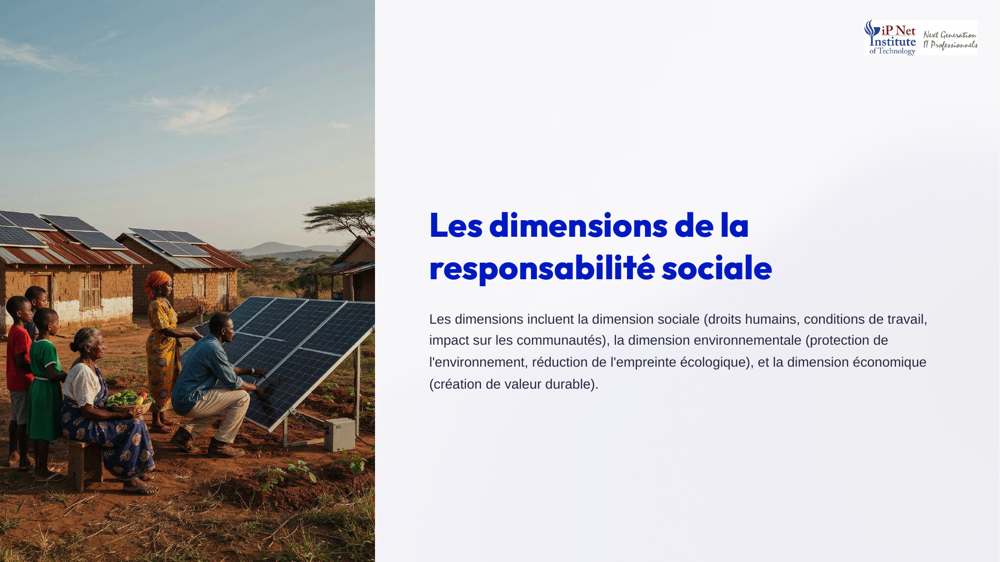 iP Net
Institute
of Technology
Next Generation
IT Professionnels
Les dimensions de la
responsabilité sociale
Les dimensions incluent la dimension sociale (droits humains, conditions de travail,
impact sur les communautés), la dimension environnementale (protection de
l'environnement, réduction de l'empreinte écologique), et la dimension économique
(création de valeur durable).